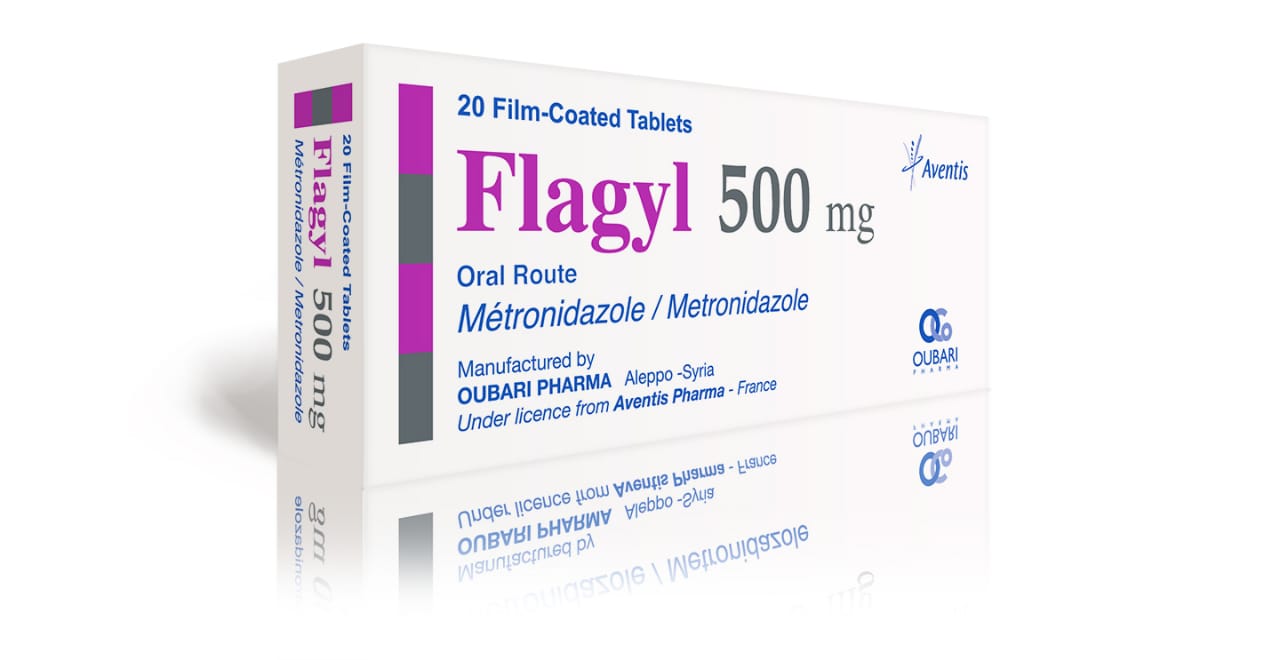 20 Film-Coated Tablets
Flagyl 500 mg
Métronidazole / Metronidazole
20 Film-Coated Tablets
Flagyl 500 mg
Oral Route
Métronidazole / Metronidazole
Manufactured by
OUBARI PHARMA Aleppo -Syria
Under licence from Aventis Pharma - France
Aventis
OUBARI
PHARMA